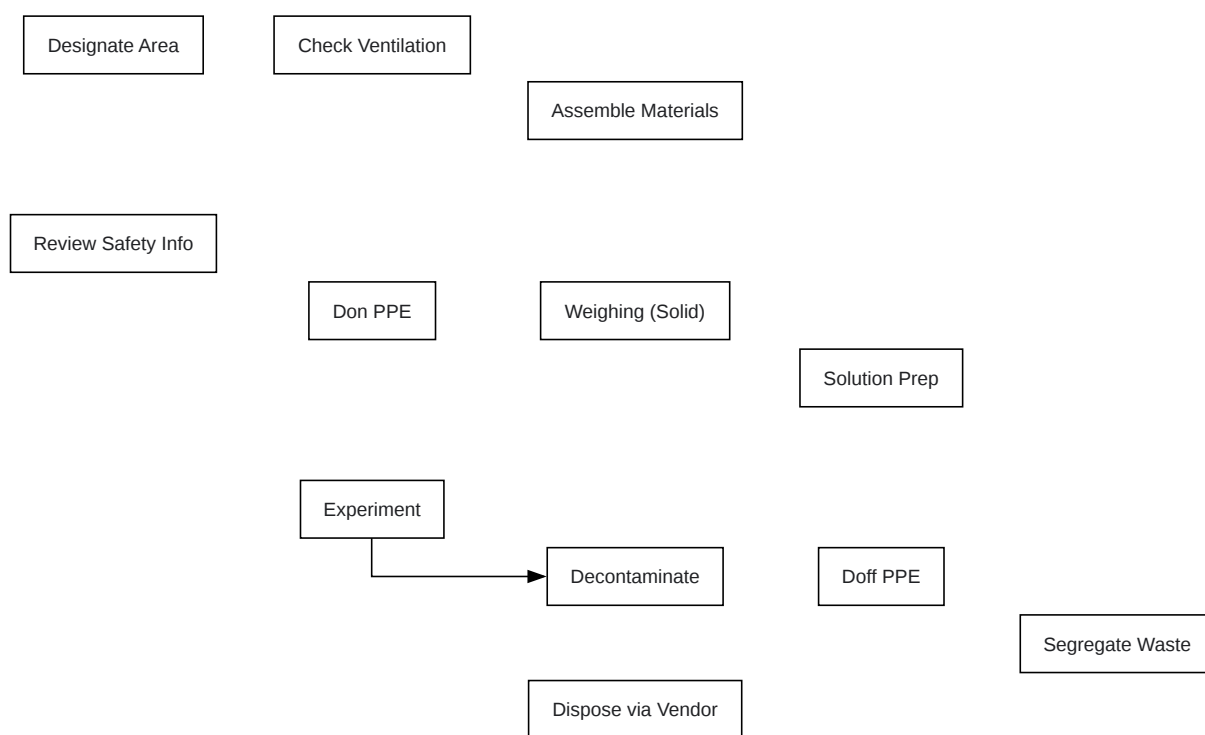 Designate Area
Check Ventilation
Assemble Materials
Review Safety Info
Don PPE
Weighing (Solid)
Solution Prep
Experiment
Decontaminate
Doff PPE
Segregate Waste
Dispose via Vendor